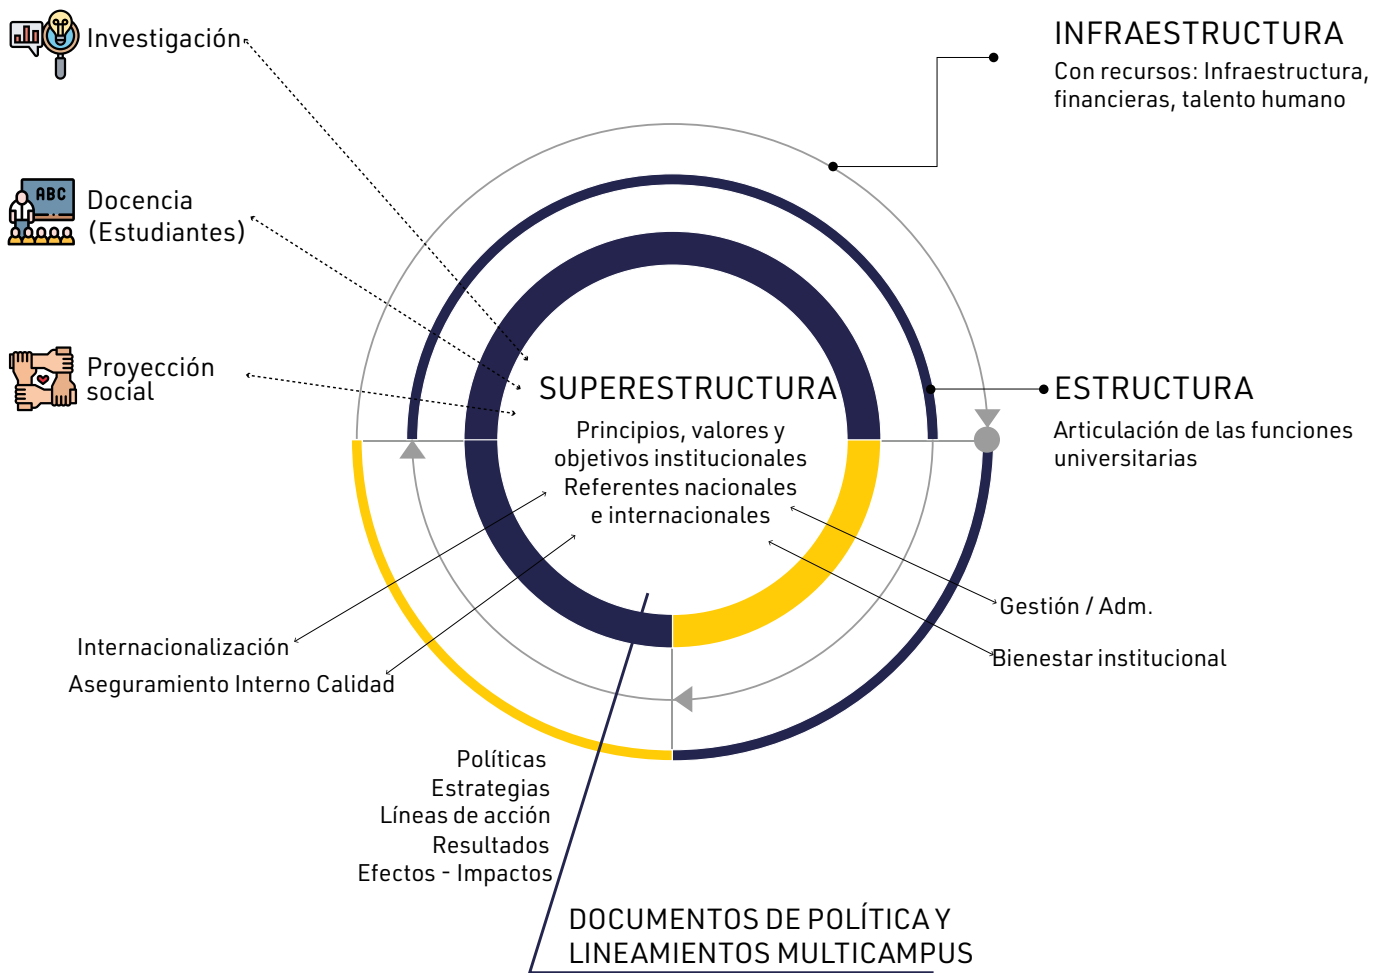 Investigación
INFRAESTRUCTURA
Con recursos: Infraestructura,
financieras, talento humano
ABC
Docencia
(Estudiantes)
Proyección
social
SUPERESTRUCTURA
Principios, valores y
objetivos institucionales
Referentes nacionales
e internacionales
ESTRUCTURA
Articulación de las funciones
universitarias
Internacionalización
Aseguramiento Interno Calidad
Gestión / Adm.
Bienestar institucional
Políticas
Estrategias
Líneas de acción
Resultados
Efectos - Impactos
DOCUMENTOS DE POLÍTICA Y
LINEAMIENTOS MULTICAMPUS